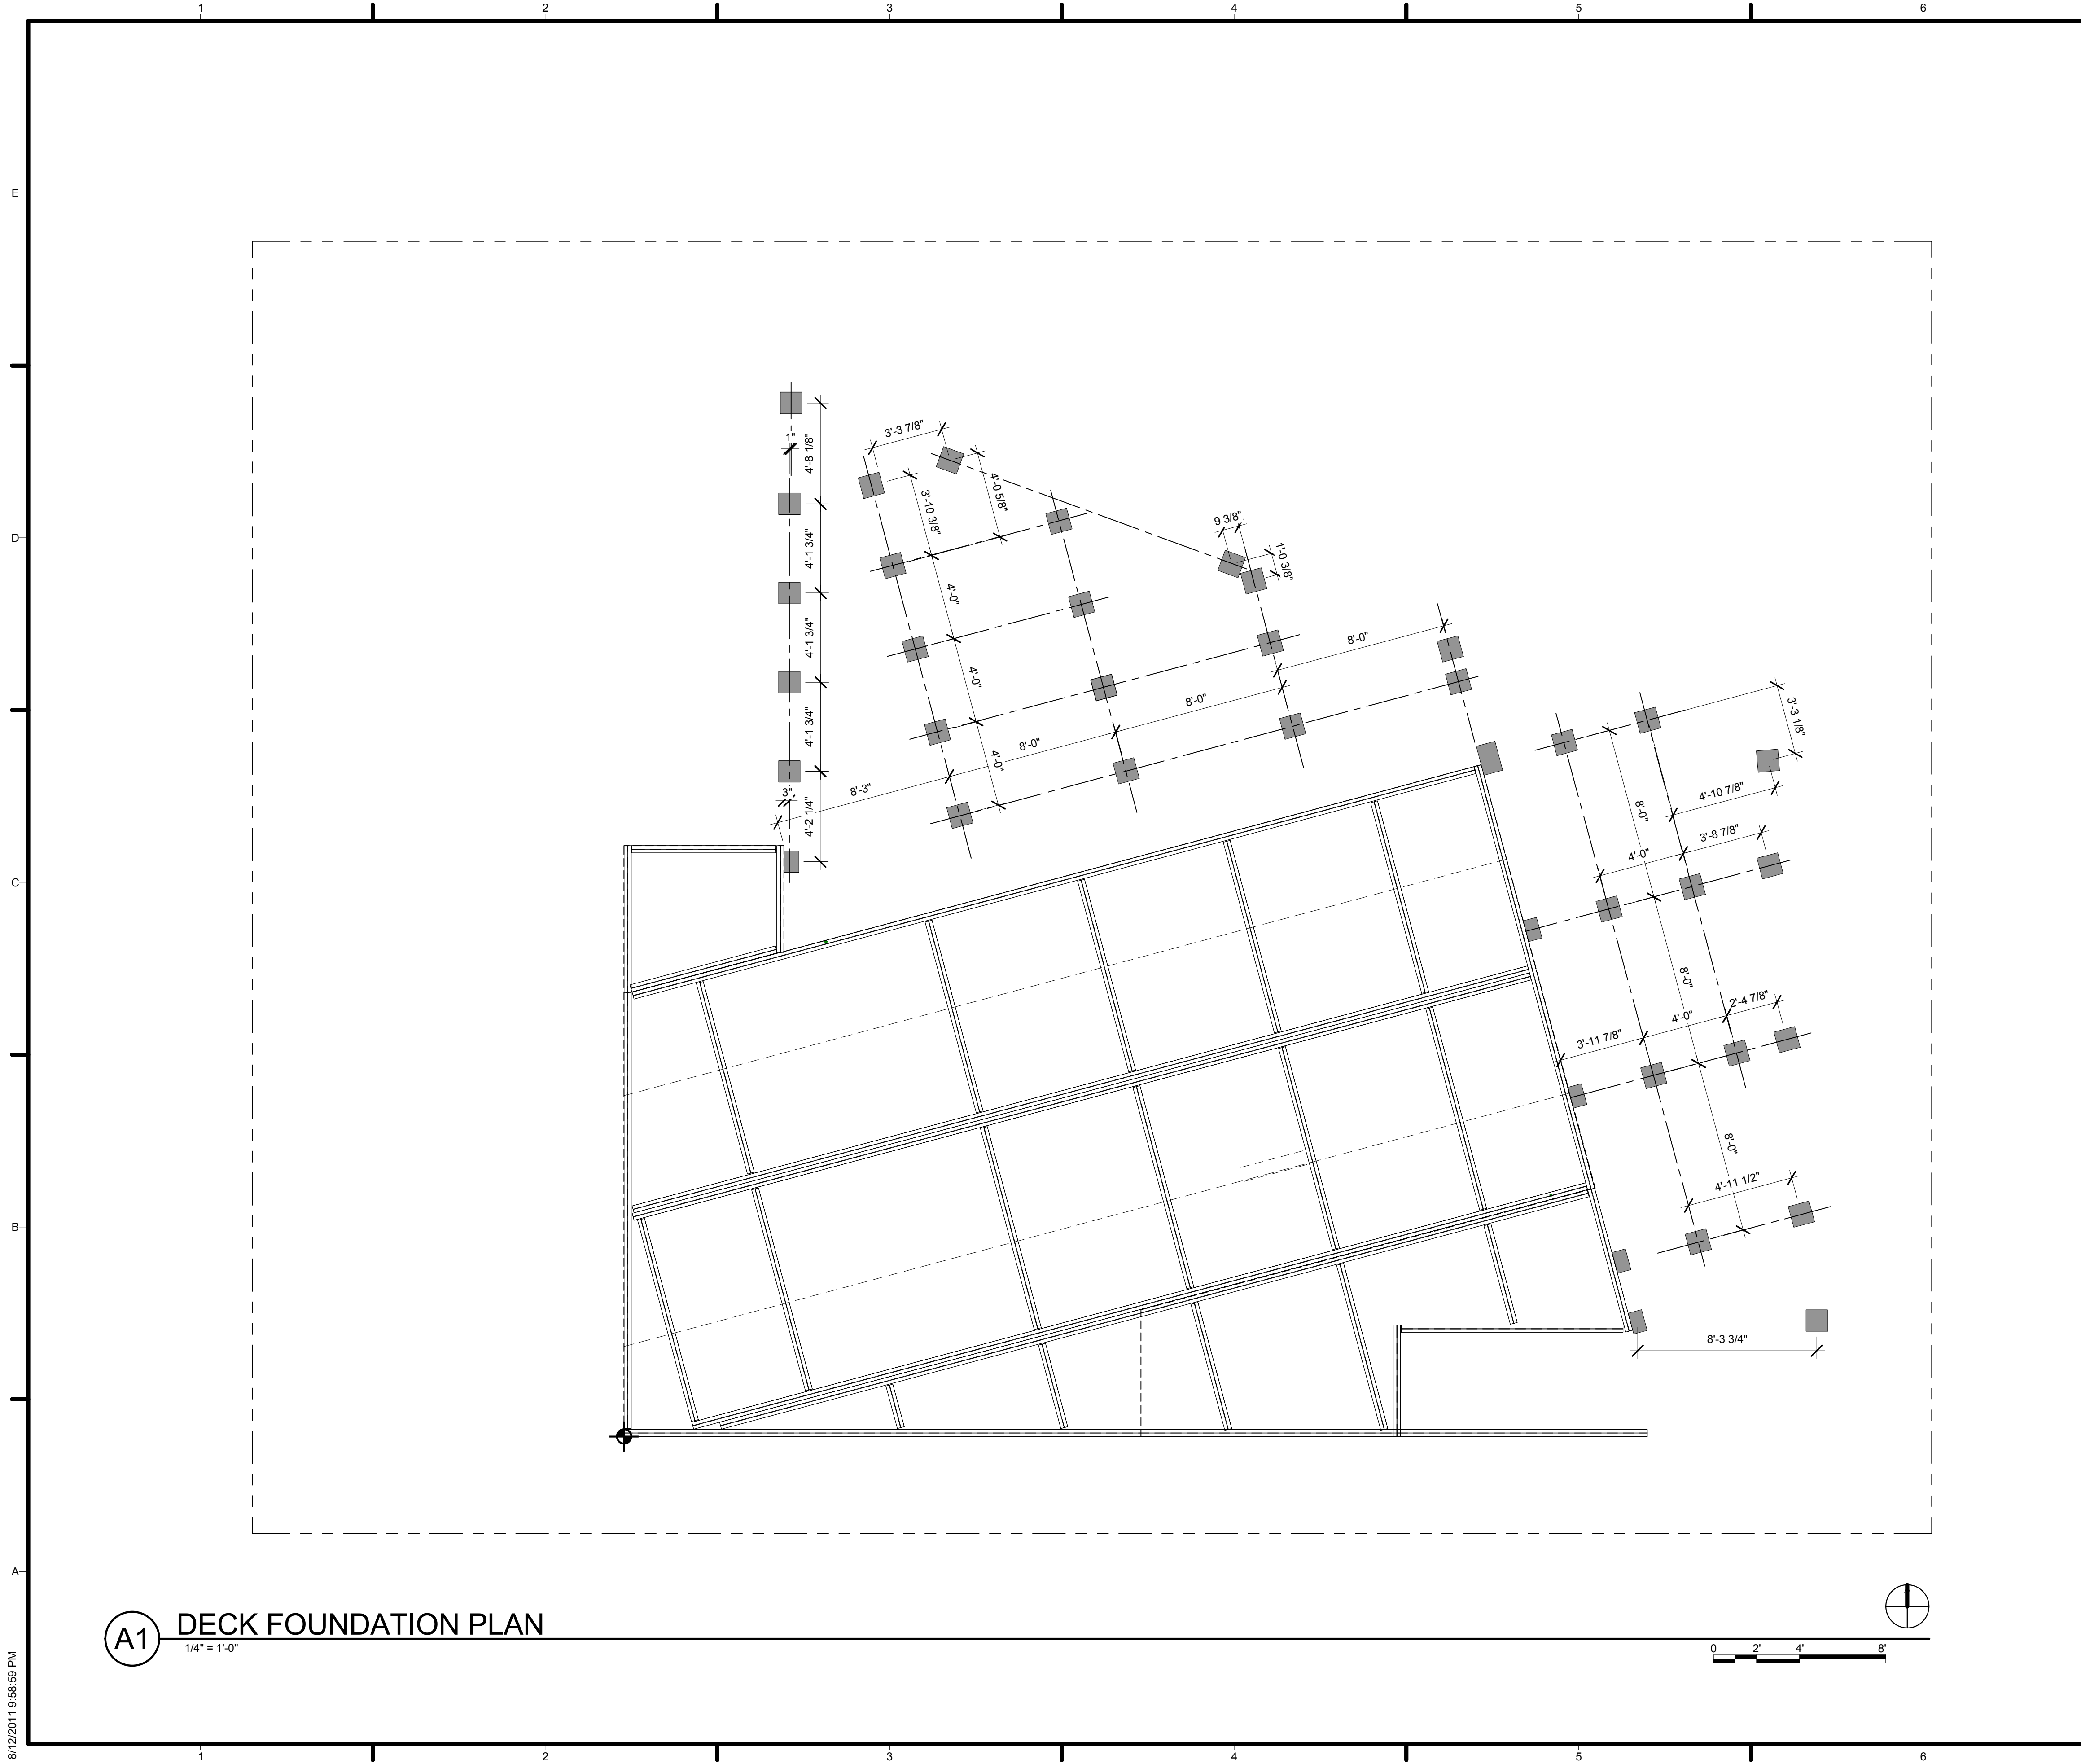 1 2 3 4 5 6
E
D
C
B
A
3'-3 7/8"
1"
4'-8 1/8"
4'-0 5/8"
3'-10 3/8"
9 3/8"
1'-0 3/8"
4'-1 3/4"
4'-0"
8'-0"
4'-1 3/4"
4'-0"
8'-0"
3'-3 1/8"
4'-1 3/4"
8'-0"
4'-0"
8'-3"
3"
4'-2 1/4"
8'-0"
4'-10 7/8"
3'-8 7/8"
4'-0"
8'-0"
2'-4 7/8"
4'-0"
3'-11 7/8"
8'-0"
4'-11 1/2"
8'-3 3/4"
A1
DECK FOUNDATION PLAN
1/4" = 1'-0"
0 2' 4' 8'
8/12/2011 9:58:59 PM
1 2 3 4 5 6